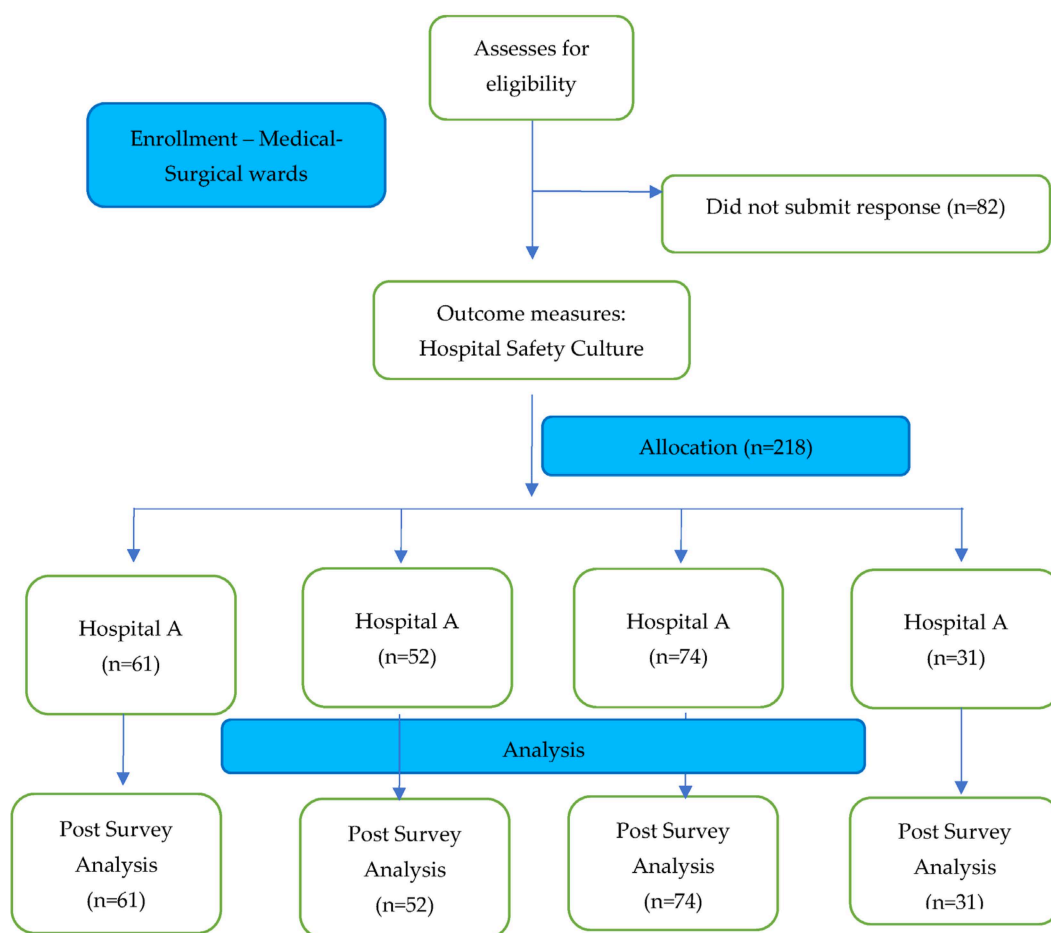 Assesses for
eligibility
Enrollment – Medical-
Surgical wards
Did not submit response (n=82)
Outcome measures:
Hospital Safety Culture
Allocation (n=218)
Hospital A
(n=61)
Hospital A
(n=52)
Hospital A
(n=74)
Hospital A
(n=31)
Analysis
Post Survey
Analysis
(n=61)
Post Survey
Analysis
(n=52)
Post Survey
Analysis
(n=74)
Post Survey
Analysis
(n=31)